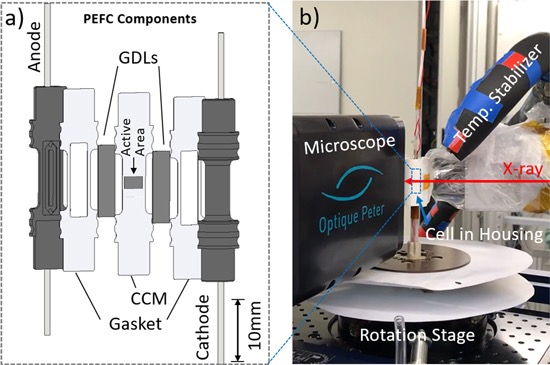 a)
PEFC Components
Anode
GDLs
Active
Area
CCM
Gasket
Cathode
10mm
b)
Temp. Stabilizer
Microscope
X-ray
Optique Peter
Cell in Housing
Rotation Stage